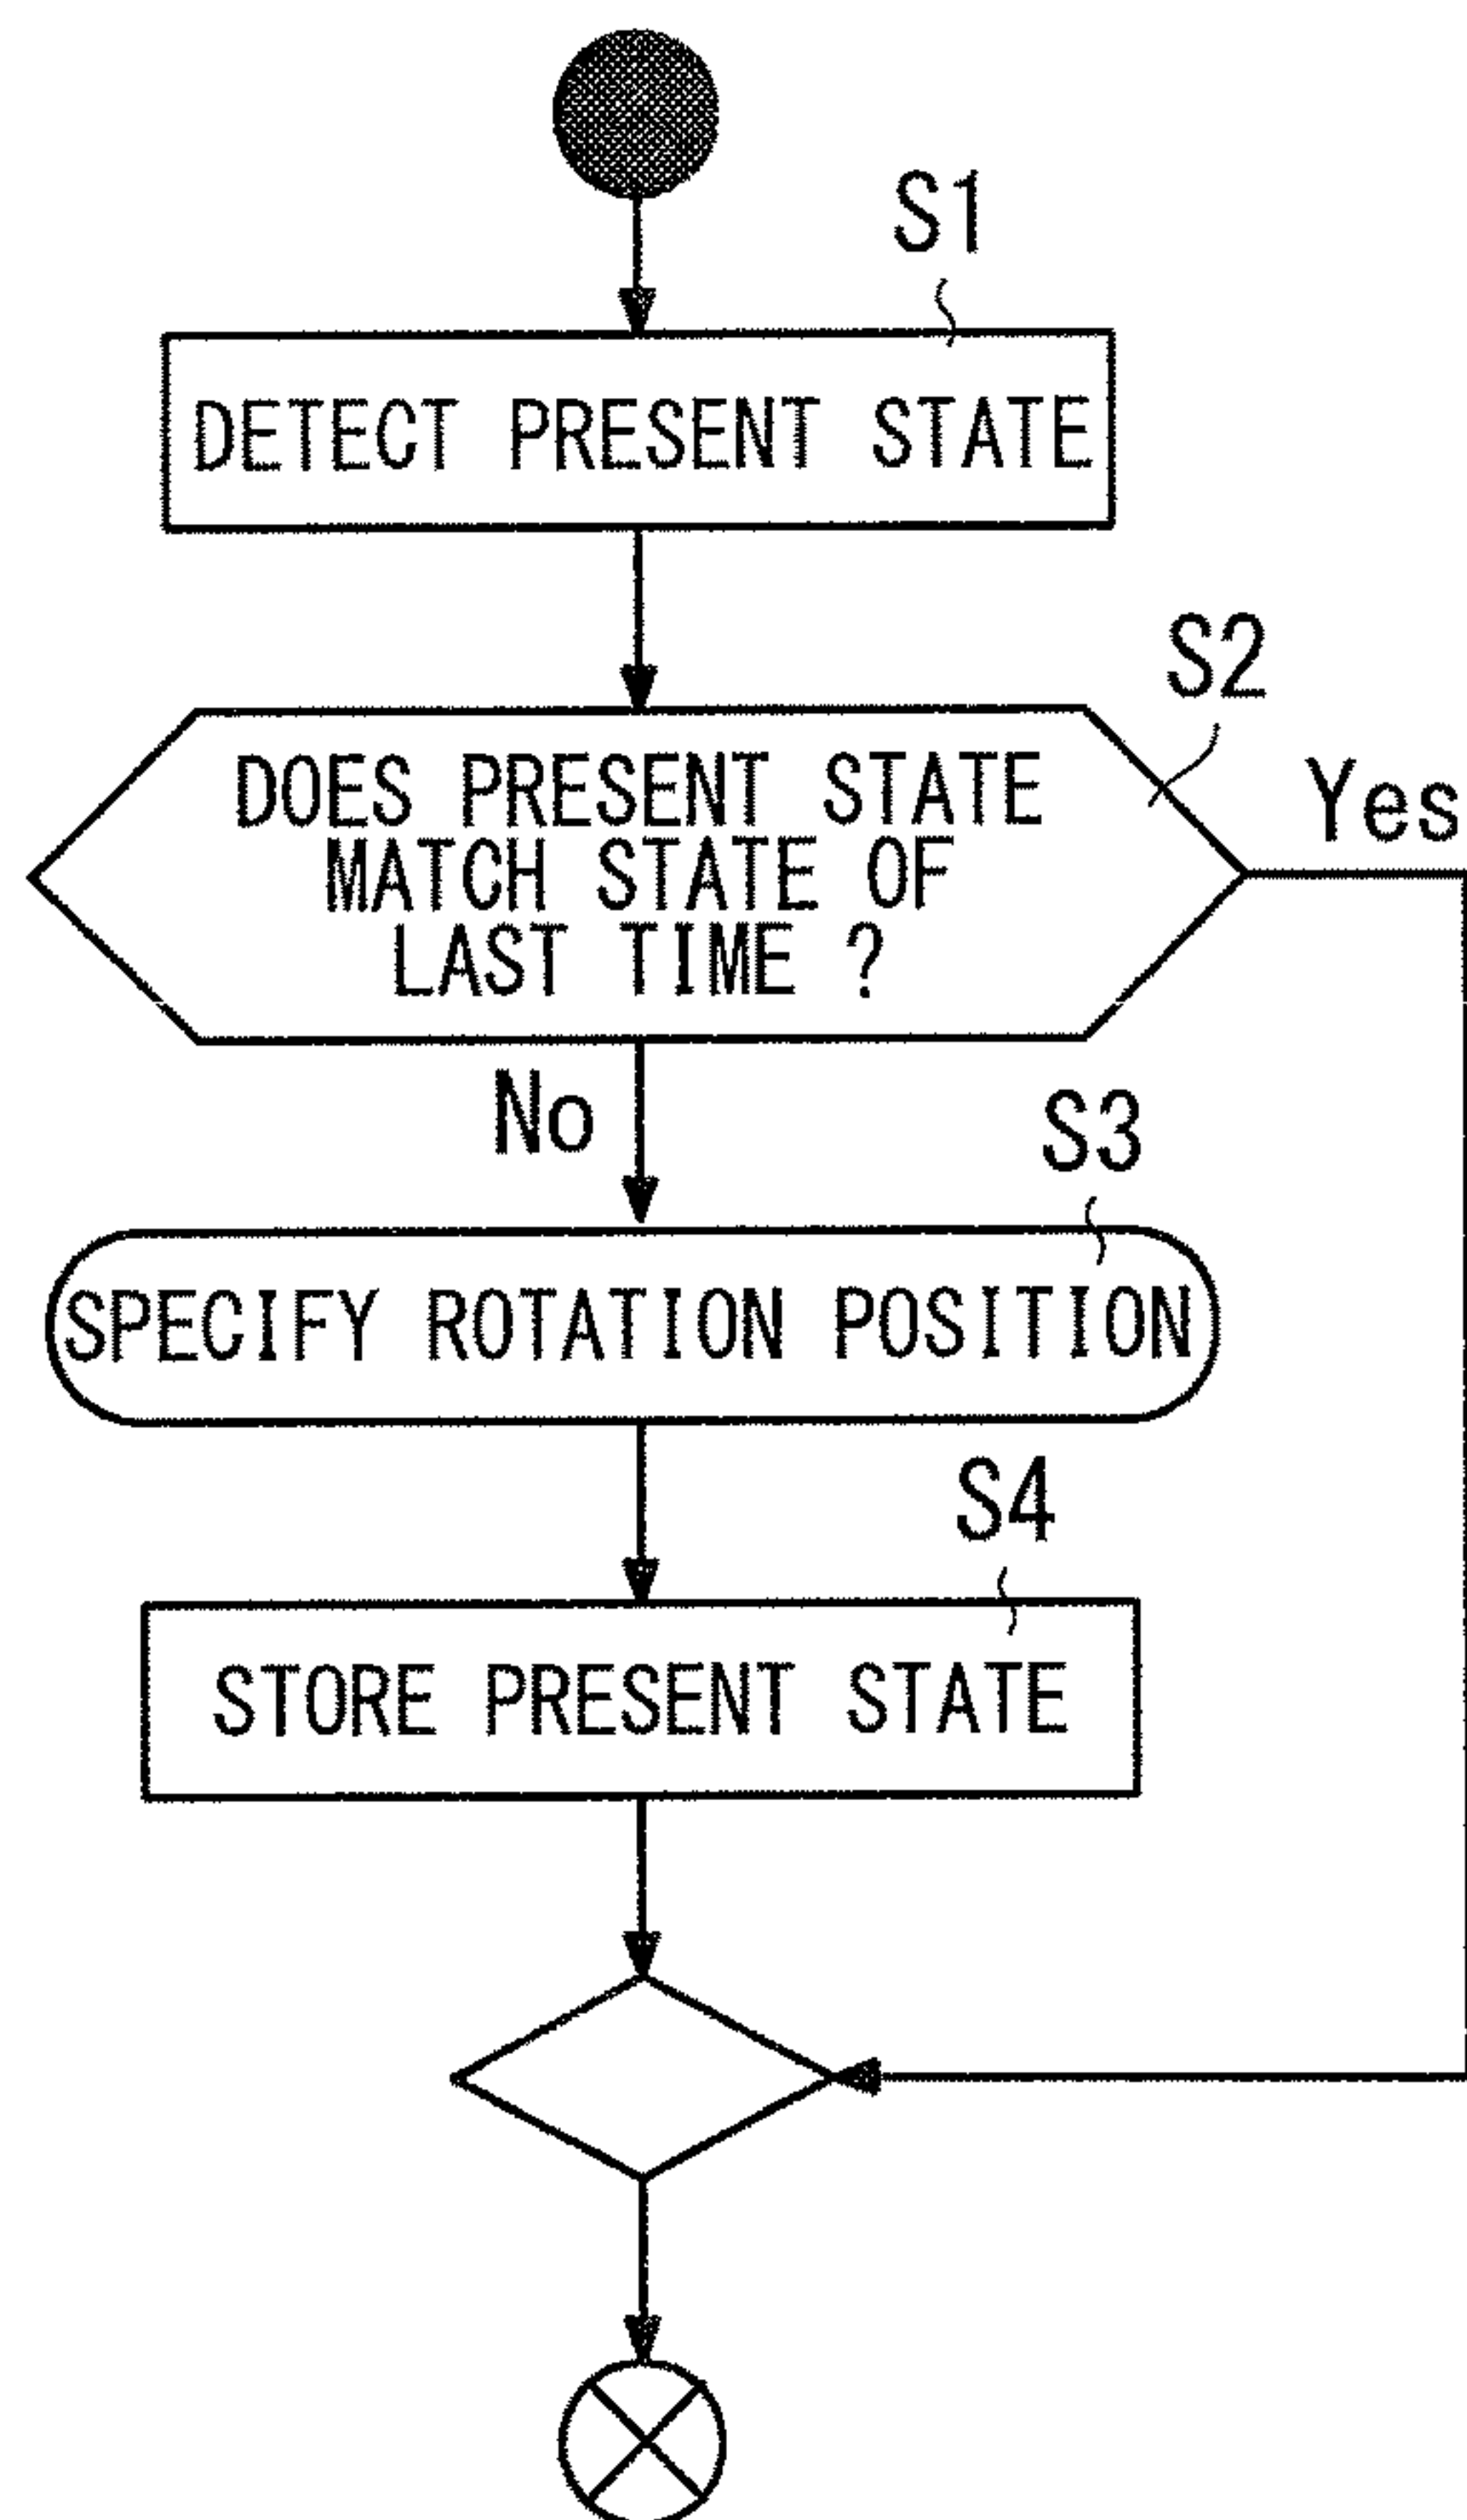 S1
DETECT PRESENT STATE
S2
DOES PRESENT STATE
MATCH STATE OF
LAST TIME ?
Yes
No
S3
SPECIFY ROTATION POSITION
S4
STORE PRESENT STATE